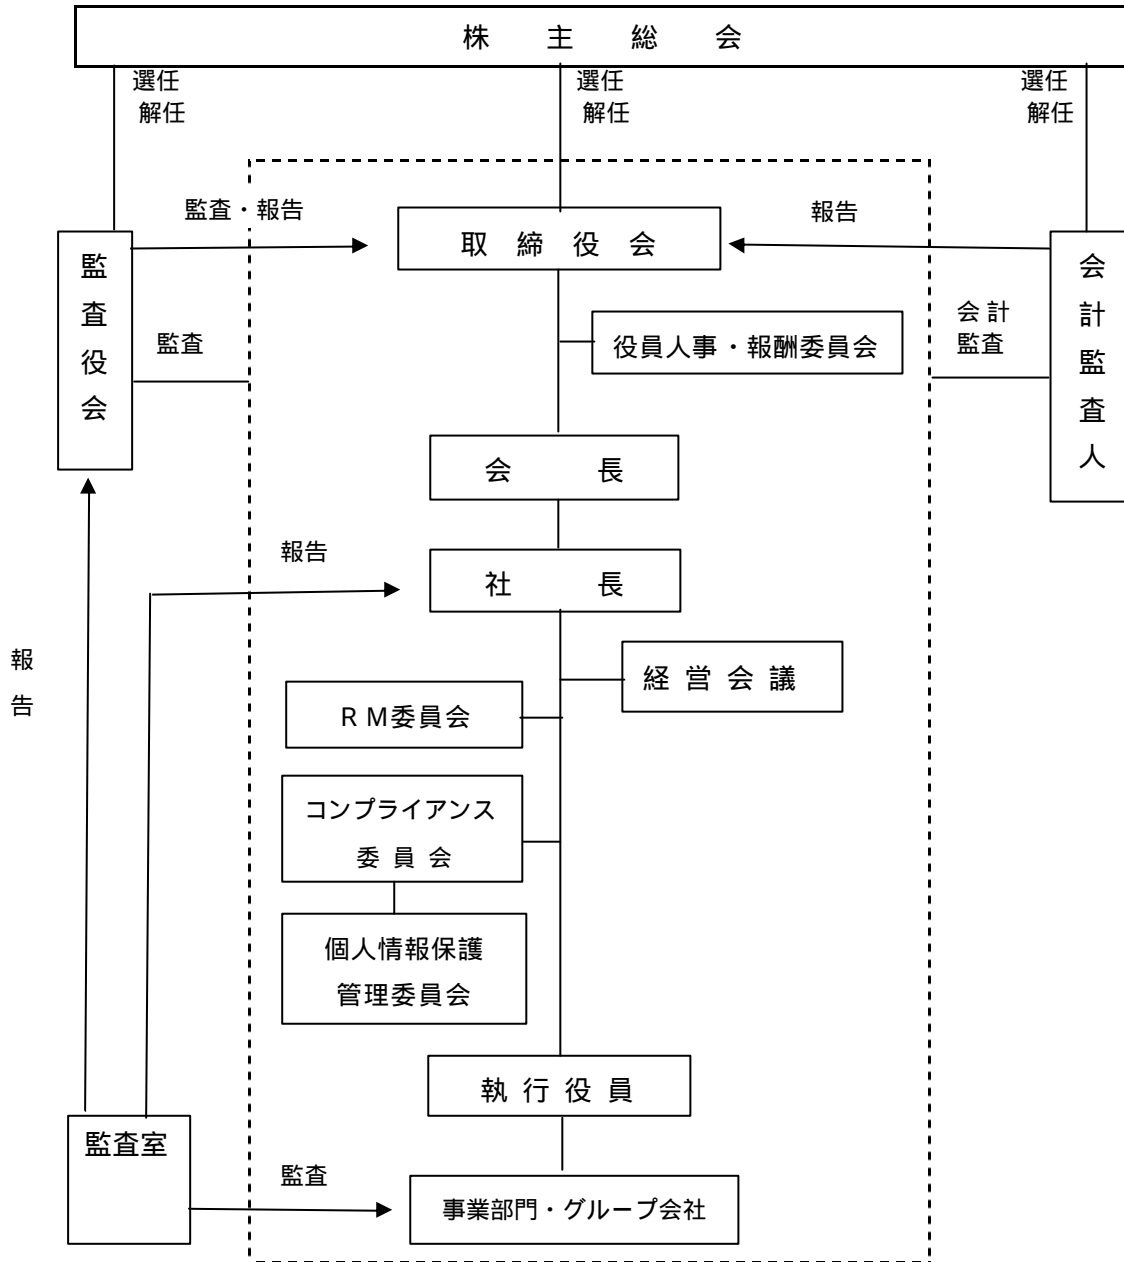 株主総会
選任
解任
選任
解任
選任
解任
監査・報告
報告
取締役会
監査役会
会計監査人
監査
会計
監査
役員人事・報酬委員会
会長
報告
社長
報告
経営会議
RM委員会
コンプライアンス
委員会
個人情報保護
管理委員会
執行役員
監査室
監査
事業部門・グループ会社